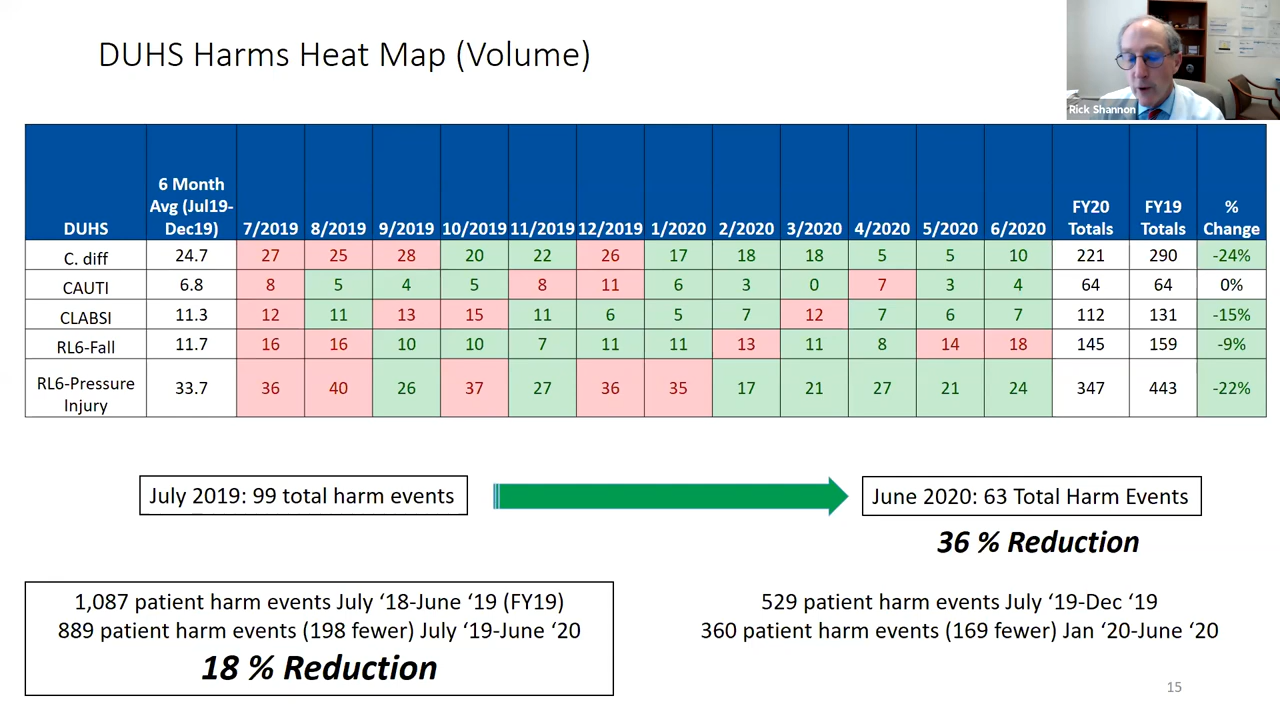 DUHS Harms Heat Map (Volume)
Rick Shannon
DUHS 6 Month Avg (Jul19-Dec19) 7/2019 8/2019 9/2019 10/2019 11/2019 12/2019 1/2020 2/2020 3/2020 4/2020 5/2020 6/2020 FY20 Totals FY19 Totals % Change
C. diff 24.7 27 25 28 20 22 26 17 18 18 5 5 10 221 290 -24%
CAUTI 6.8 8 5 4 5 8 11 6 3 0 7 3 4 64 64 0%
CLABSI 11.3 12 11 13 15 11 6 5 7 12 7 6 7 112 131 -15%
RL6-Fall 11.7 16 16 10 10 7 11 11 13 11 8 14 18 145 159 -9%
RL6-Pressure Injury 33.7 36 40 26 37 27 36 35 17 21 27 21 24 347 443 -22%
July 2019: 99 total harm events
June 2020: 63 Total Harm Events
36 % Reduction
1,087 patient harm events July ‘18-June ‘19 (FY19)
889 patient harm events (198 fewer) July ‘19-June ‘20
18 % Reduction
529 patient harm events July ‘19-Dec ‘19
360 patient harm events (169 fewer) Jan ‘20-June ‘20
15